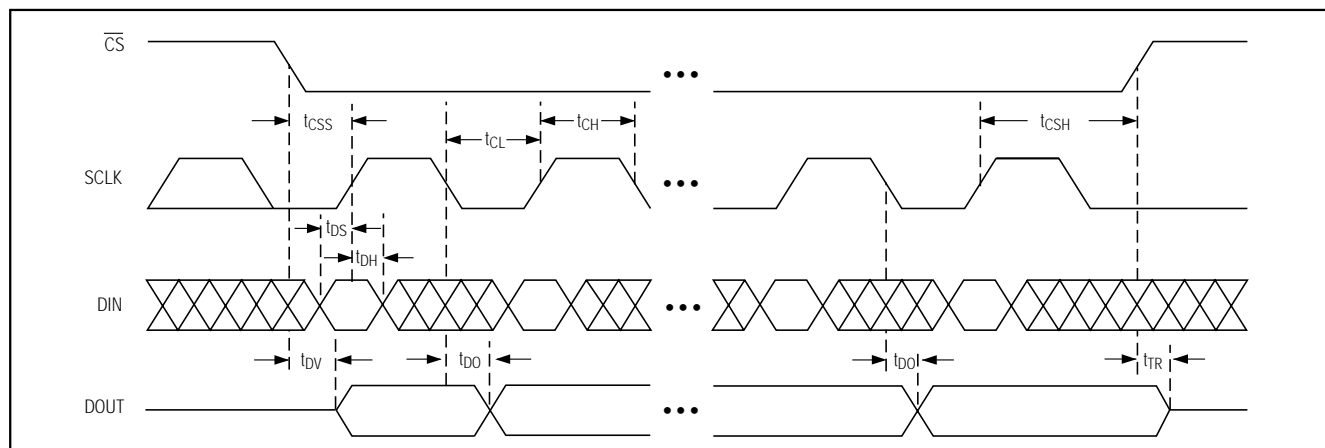 CS
tCSS
tCL
tCH
tCSH
SCLK
tDS
tDH
DIN
tDV
tDO
tDO
tTR
DOUT